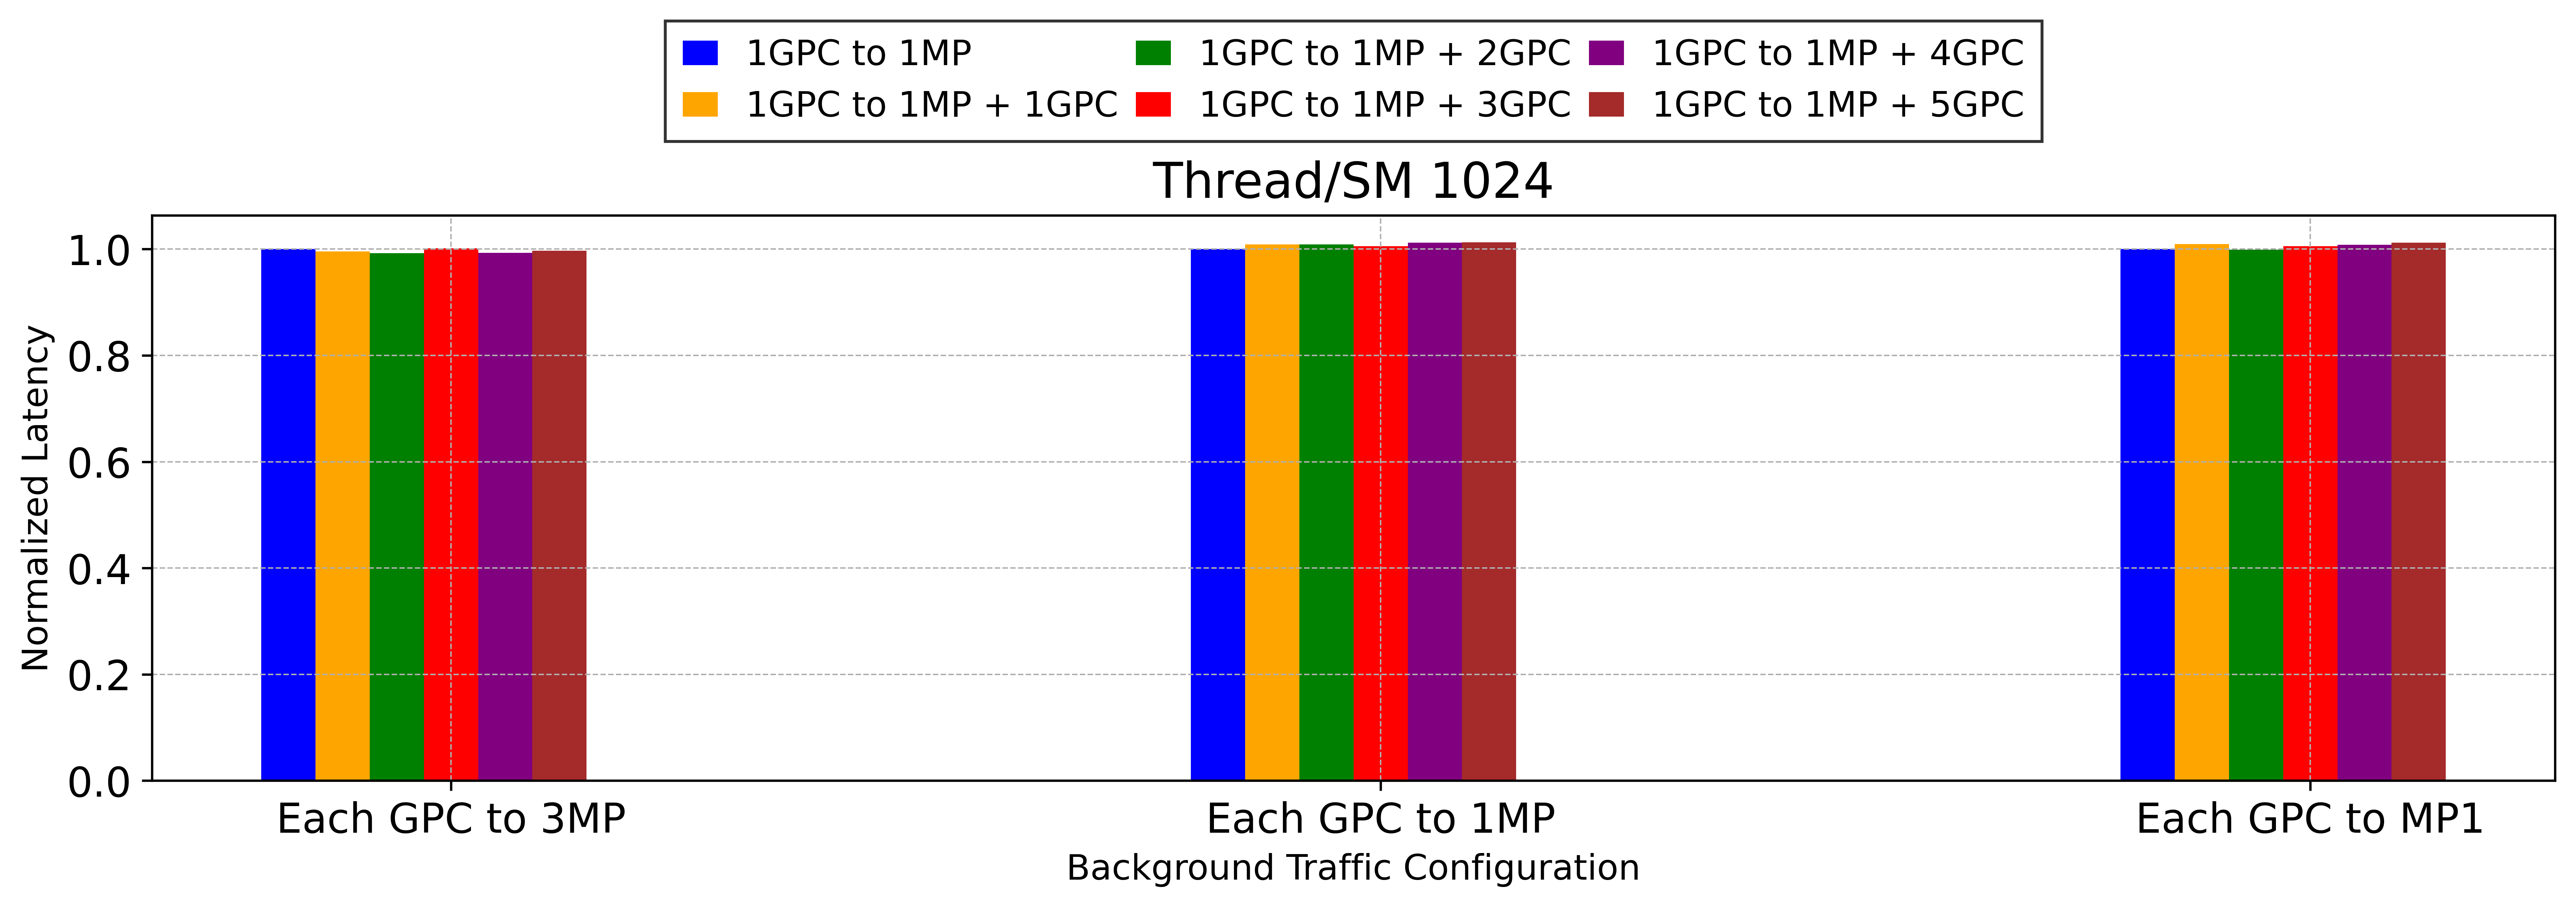 1GPC to 1MP
1GPC to 1MP + 1GPC
1GPC to 1MP + 2GPC
1GPC to 1MP + 3GPC
1GPC to 1MP + 4GPC
1GPC to 1MP + 5GPC
Thread/SM 1024
Normalized Latency
1.0
0.8
0.6
0.4
0.2
0.0
Each GPC to 3MP
Each GPC to 1MP
Each GPC to MP1
Background Traffic Configuration